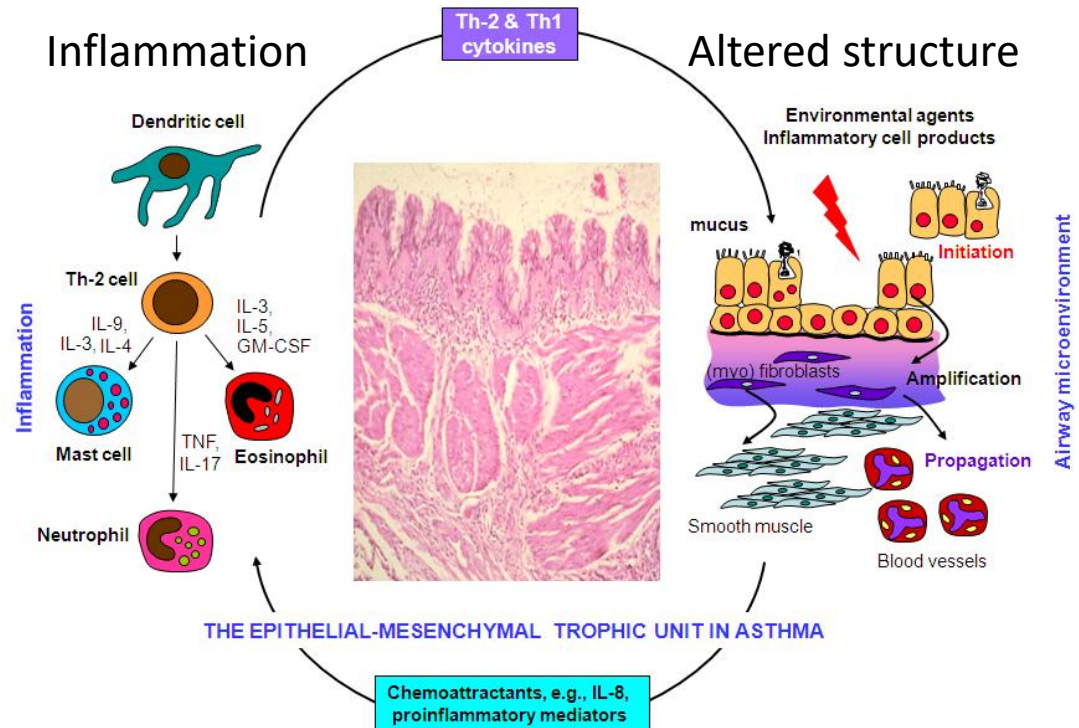 Th-2 & Th1
cytokines
Inflammation
Altered structure
Dendritic cell
Th-2 cell
IL-9,
IL-3, IL-4
IL-3,
IL-5,
GM-CSF
Inflammation
Mast cell
TNF,
IL-17
Eosinophil
Neutrophil
Environmental agents
Inflammatory cell products
mucus
Initiation
(myo) fibroblasts
Amplification
Airway microenvironment
Propagation
Smooth muscle
Blood vessels
THE EPITHELIAL-MESENCHYMAL TROPHIC UNIT IN ASTHMA
Chemoattractants, e.g., IL-8,
proinflammatory mediators